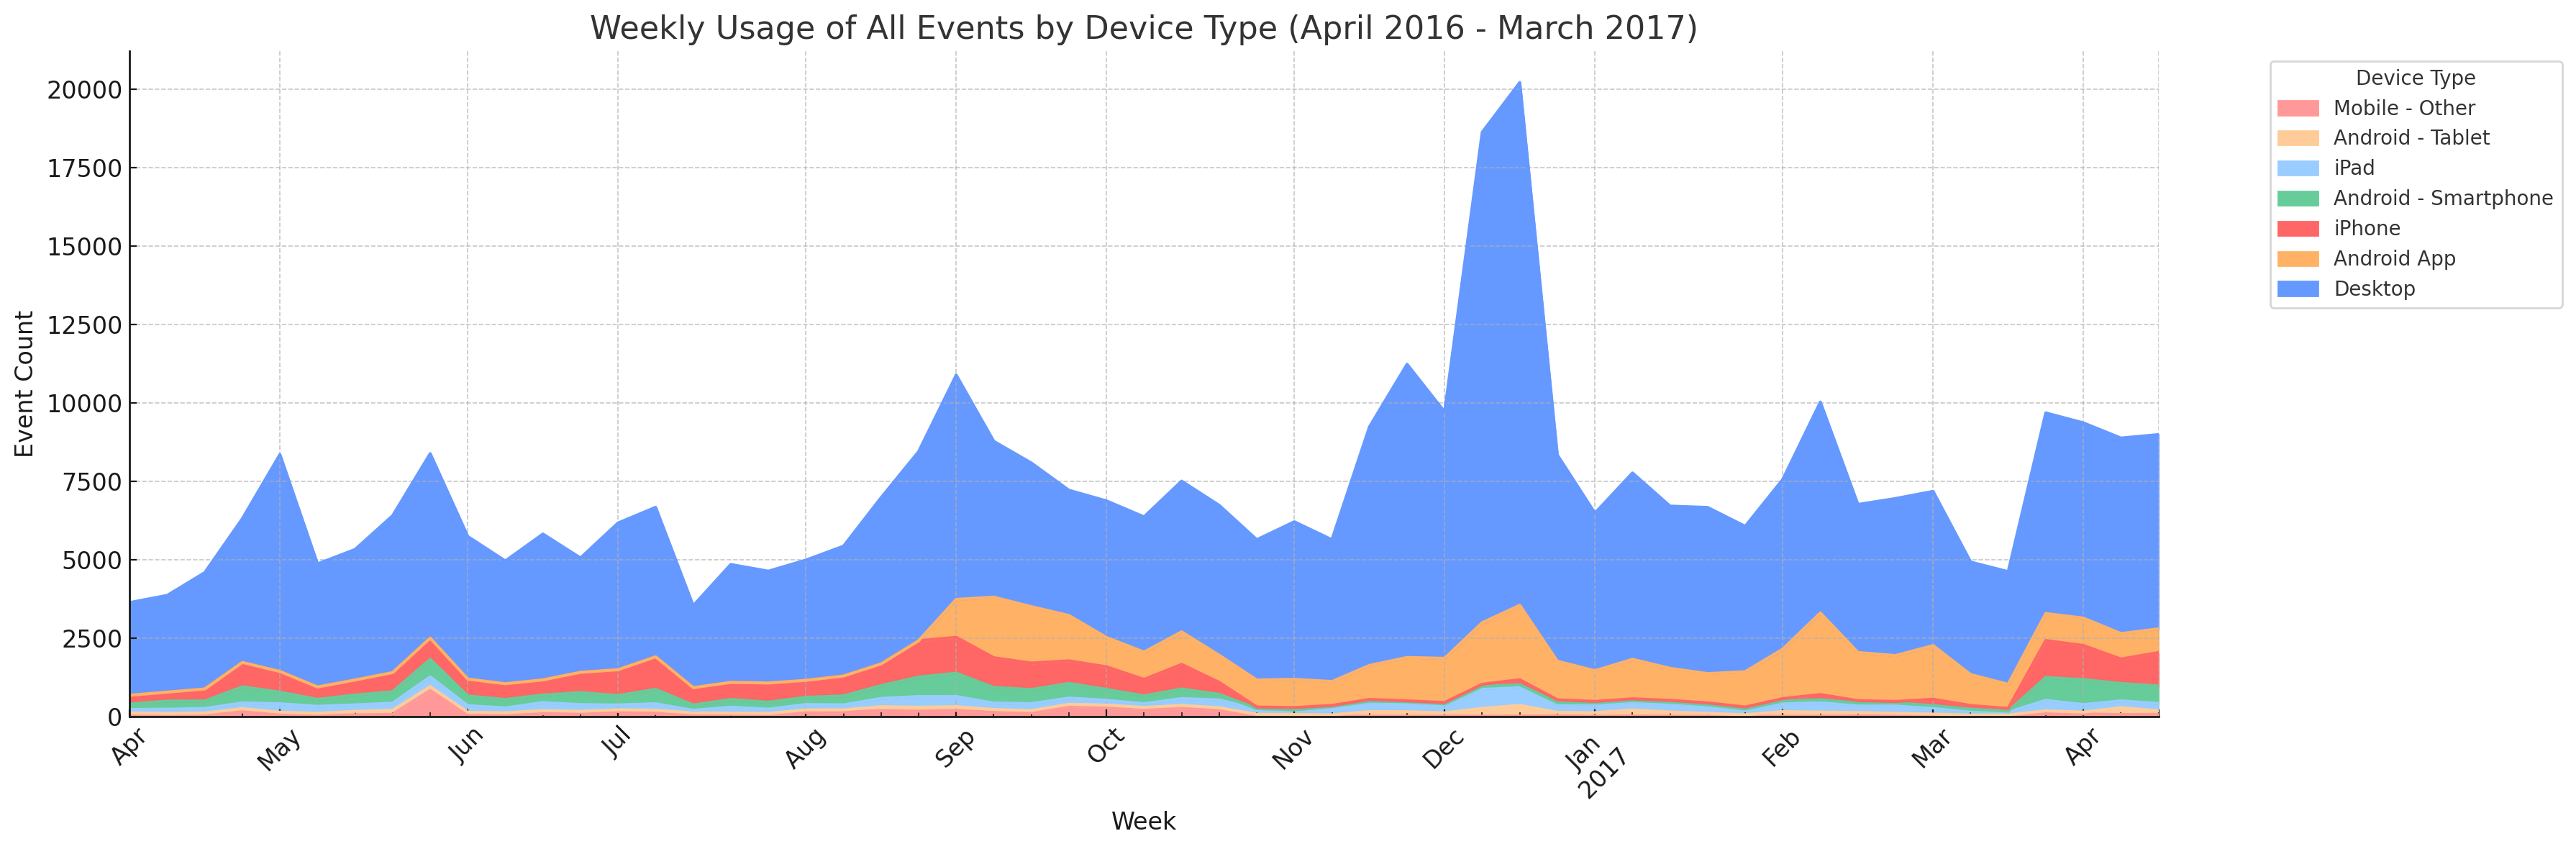 Weekly Usage of All Events by Device Type (April 2016 - March 2017)
Event Count
20000
17500
15000
12500
10000
7500
5000
2500
0
Apr
May
Jun
Jul
Aug
Sep
Oct
Nov
Dec
Jan
2017
Feb
Mar
Apr
Week
Device Type
Mobile - Other
Android - Tablet
iPad
Android - Smartphone
iPhone
Android App
Desktop